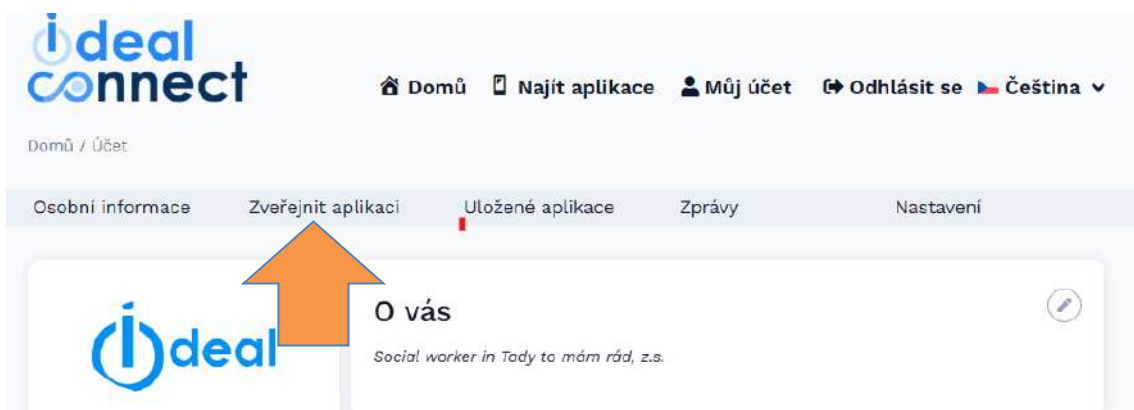 ideal
connect
Domů Najít aplikace Můj účet Odhlásit se Čeština
Domů / Účet
Osobní informace Zveřejnit aplikaci Uložené aplikace Zprávy Nastavení
ideal
O vás
Social worker in Tady to mám rád, z.s.